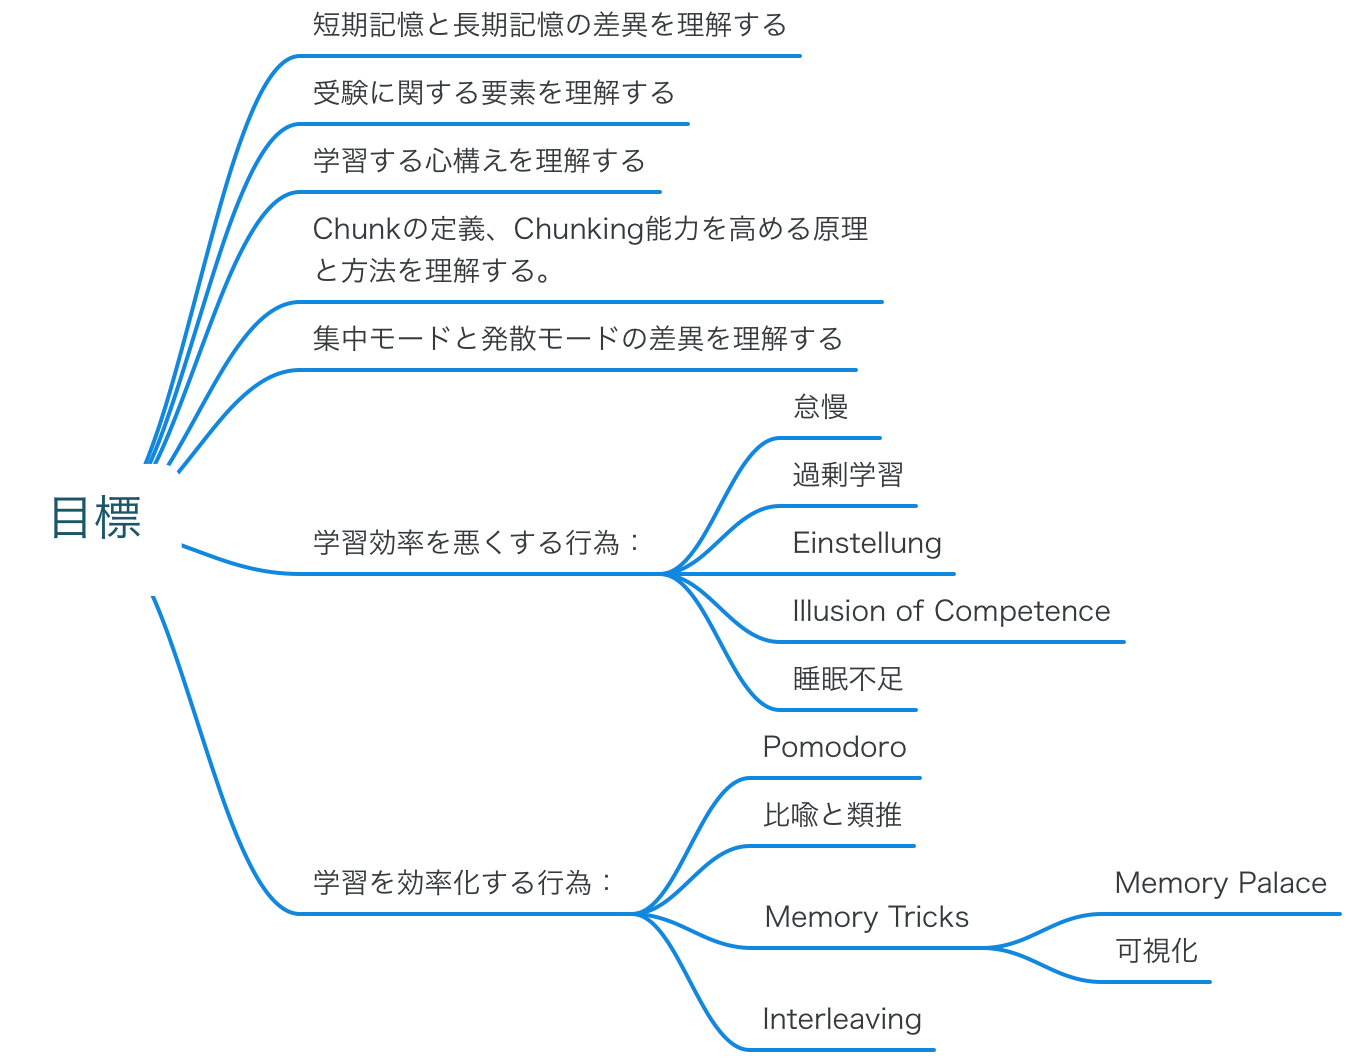 目標
短期記憶と長期記憶の差異を理解する
受験に関する要素を理解する
学習する心構えを理解する
Chunkの定義、Chunking能力を高める原理
と方法を理解する。
集中モードと発散モードの差異を理解する
学習効率を悪くする行為：
怠慢
過剰学習
Einstellung
Illusion of Competence
睡眠不足
学習を効率化する行為：
Pomodoro
比喩と類推
Memory Tricks
Memory Palace
可視化
Interleaving